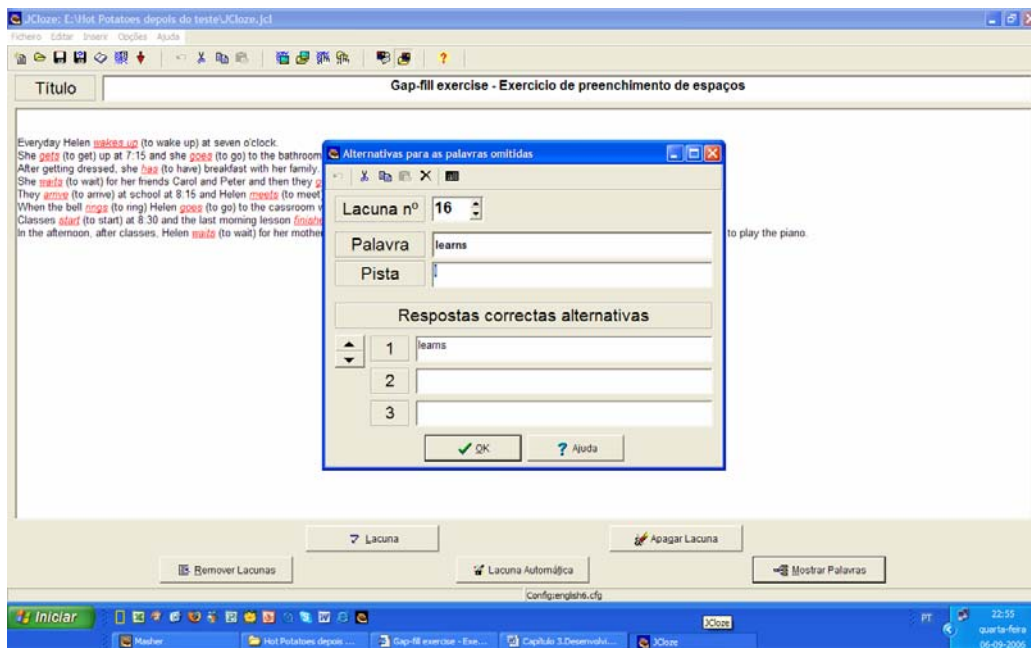 JCloze: E:\Hot Potatoes depois do teste\JCloze.jcl
Ficheiro Editar Inserir Opções Ajuda
Título
Gap-fill exercise - Exercicio de preenchimento de espaços
Everyday Helen wakes up (to wake up) at seven o'clock.
She gets (to get) up at 7:15 and she goes (to go) to the bathroom
After getting dressed, she has (to have) breakfast with her family.
She waits (to wait) for her friends Carol and Peter and then they g
They arrive (to arrive) at school at 8:15 and Helen meets (to meet
When the bell rings (to ring) Helen goes (to go) to the cassroom
Classes start (to start) at 8:30 and the last morning lesson finishe
In the afternoon, after classes, Helen waits (to wait) for her mother
to play the piano.
Alternativas para as palavras omitidas
Lacuna nº 16
Palavra learns
Pista
Respostas correctas alternativas
1 learns
2
3
OK
Ajuda
Lacuna
Apagar Lacuna
Remover Lacunas
Lacuna Automática
Mostrar Palavras
Config:english6.cfg
Iniciar
JCloze
PT
22:55
Masher
Hot Potatoes depois ...
Gap-fill exercise - Exe...
Capítulo 3.Desenvolvi...
JCloze
quarta-feira
06-09-2006